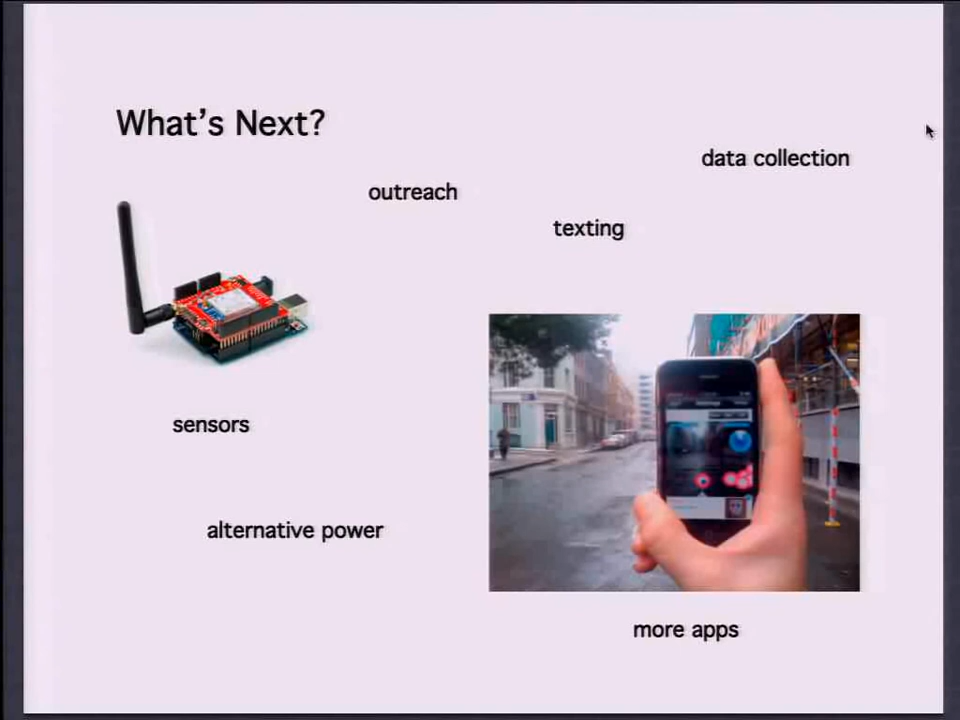 What's Next?
data collection
outreach
texting
sensors
alternative power
more apps